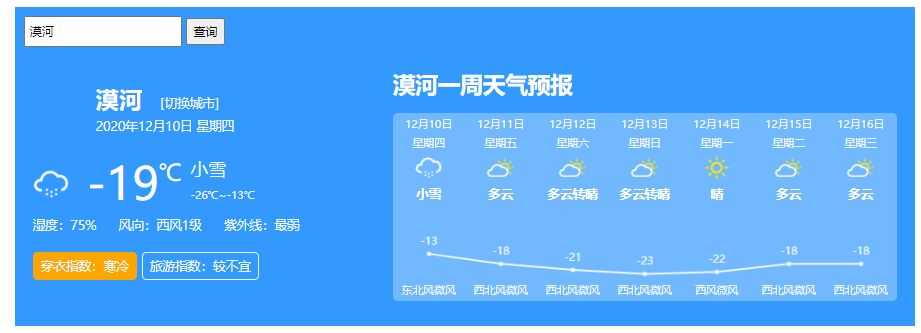 漠河 查询
漠河 [切换城市]
2020年12月10日 星期四
-19℃ 小雪
-26℃~-13℃
湿度：75% 风向：西风1级 紫外线：最弱
穿衣指数：寒冷 旅游指数：较不宜
漠河一周天气预报
12月10日 12月11日 12月12日 12月13日 12月14日 12月15日 12月16日
星期四 星期五 星期六 星期日 星期一 星期二 星期三
小雪 多云 多云转晴 多云转晴 晴 多云 多云
-13 -18 -21 -23 -22 -18 -18
东北风微风 西北风微风 西北风微风 西北风微风 西风微风 西北风微风 西北风微风